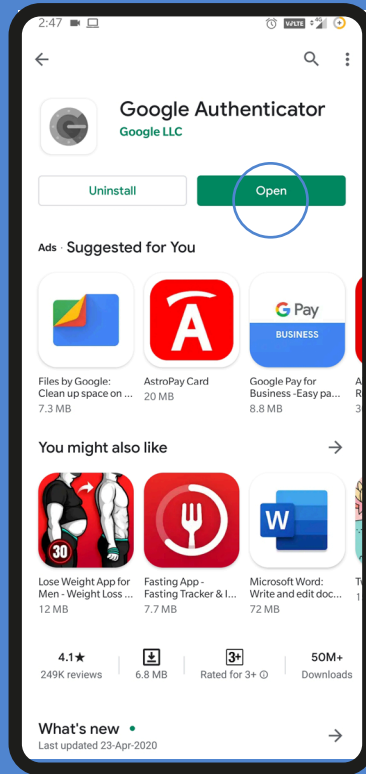 2:47
VoLTE 4G
Google Authenticator
Google LLC
Uninstall
Open
Ads · Suggested for You
A
G Pay
BUSINESS
Files by Google:
Clean up space on ...
7.3 MB
AstroPay Card
20 MB
Google Pay for
Business -Easy pa...
8.8 MB
A
R
3
You might also like
30
W
Lose Weight App for
Men - Weight Loss ...
12 MB
Fasting App -
Fasting Tracker & I...
7.7 MB
Microsoft Word:
Write and edit doc...
72 MB
1
4.1★
249K reviews
6.8 MB
3+
Rated for 3+
50M+
Downloads
What's new •
Last updated 23-Apr-2020